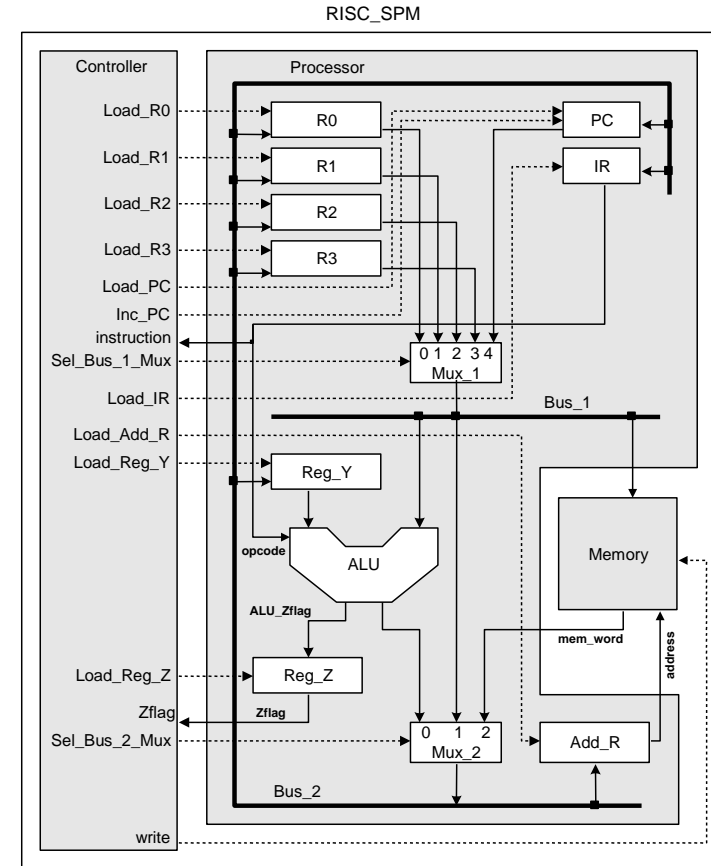 RISC_SPM
Controller
Processor
Load_R0
R0
PC
Load_R1
R1
IR
Load_R2
R2
Load_R3
R3
Load_PC
Inc_PC
instruction
Sel_Bus_1_Mux
0 1 2 3 4
Mux_1
Load_IR
Bus_1
Load_Add_R
Load_Reg_Y
Reg_Y
opcode
ALU
Memory
ALU_Zflag
mem_word
address
Load_Reg_Z
Reg_Z
Zflag
Zflag
Sel_Bus_2_Mux
0 1 2
Mux_2
Add_R
Bus_2
write